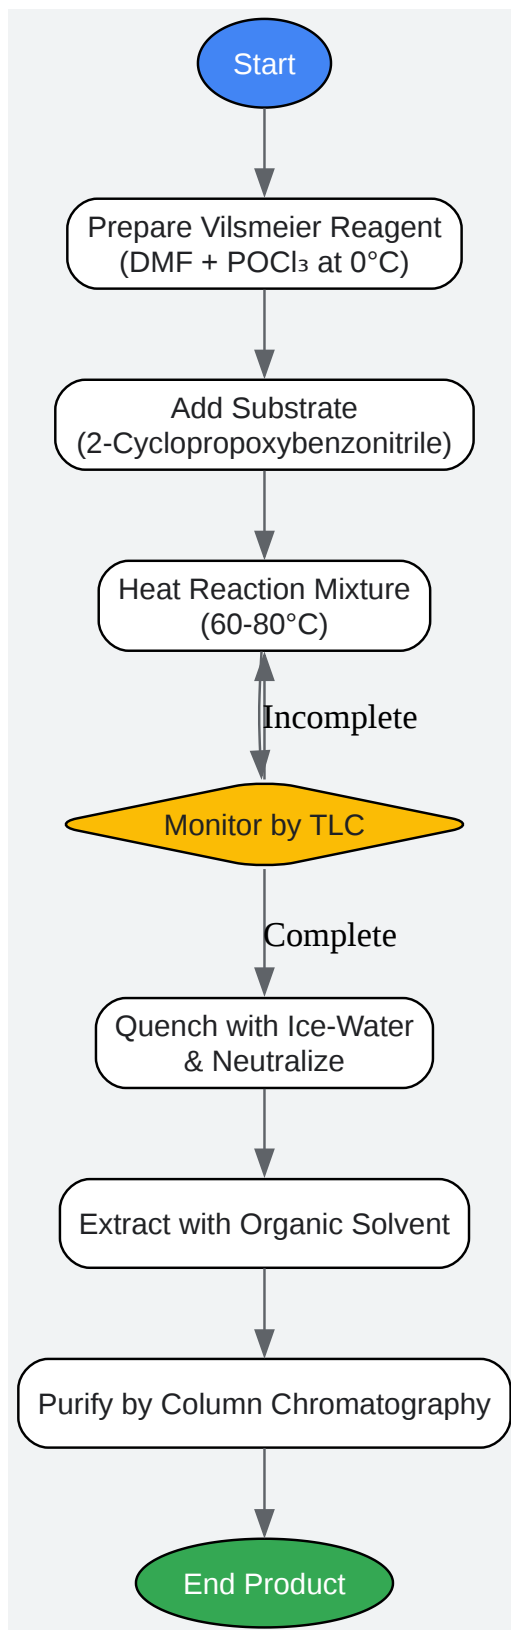 Start
Prepare Vilsmeier Reagent
(DMF + POCl₃ at 0°C)
Add Substrate
(2-Cyclopropoxybenzonitrile)
Heat Reaction Mixture
(60-80°C)
Incomplete
Monitor by TLC
Complete
Quench with Ice-Water
& Neutralize
Extract with Organic Solvent
Purify by Column Chromatography
End Product